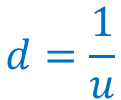 d = 1/u